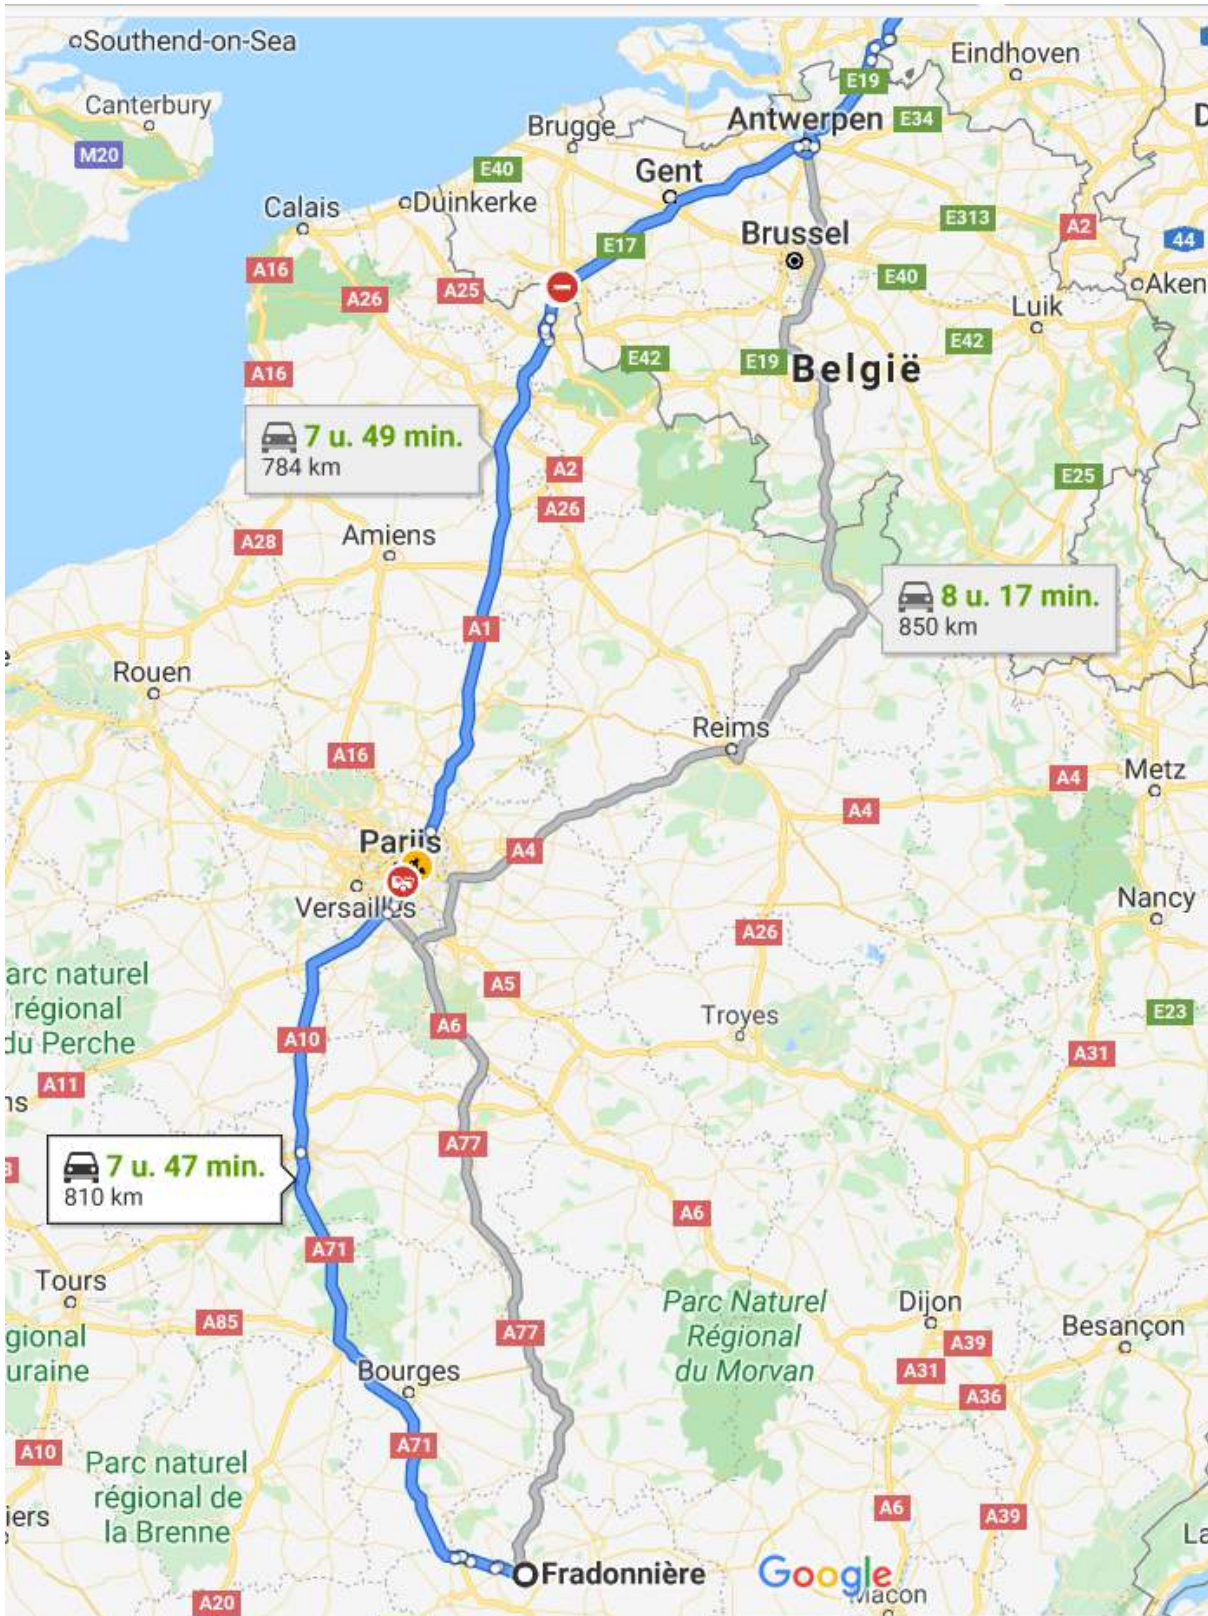 Southend-on-Sea
Eindhoven
E19
Canterbury
Antwerpen
E34
Brugge
M20
E40
Gent
Duinkerke
Calais
E313
A2
Brussel
44
E17
A16
A25
E40
A26
Aken
Luik
E42
E42
E19
België
A16
7 u. 49 min.
784 km
A2
E25
A26
Amiens
A28
8 u. 17 min.
850 km
A1
Rouen
Reims
A16
A4
Metz
A4
Parijs
A4
Nancy
Versailles
A26
arc naturel
régional
du Perche
A5
Troyes
E23
A6
A10
A31
A11
ns
A77
7 u. 47 min.
810 km
A6
A71
Tours
Parc Naturel
Régional
du Morvan
Dijon
A85
Besançon
A77
A39
gional
uraine
A31
Bourges
A36
A71
A10
Parc naturel
régional de
la Brenne
A6
A39
iers
La
Fradonnière
Google
Macon
A20